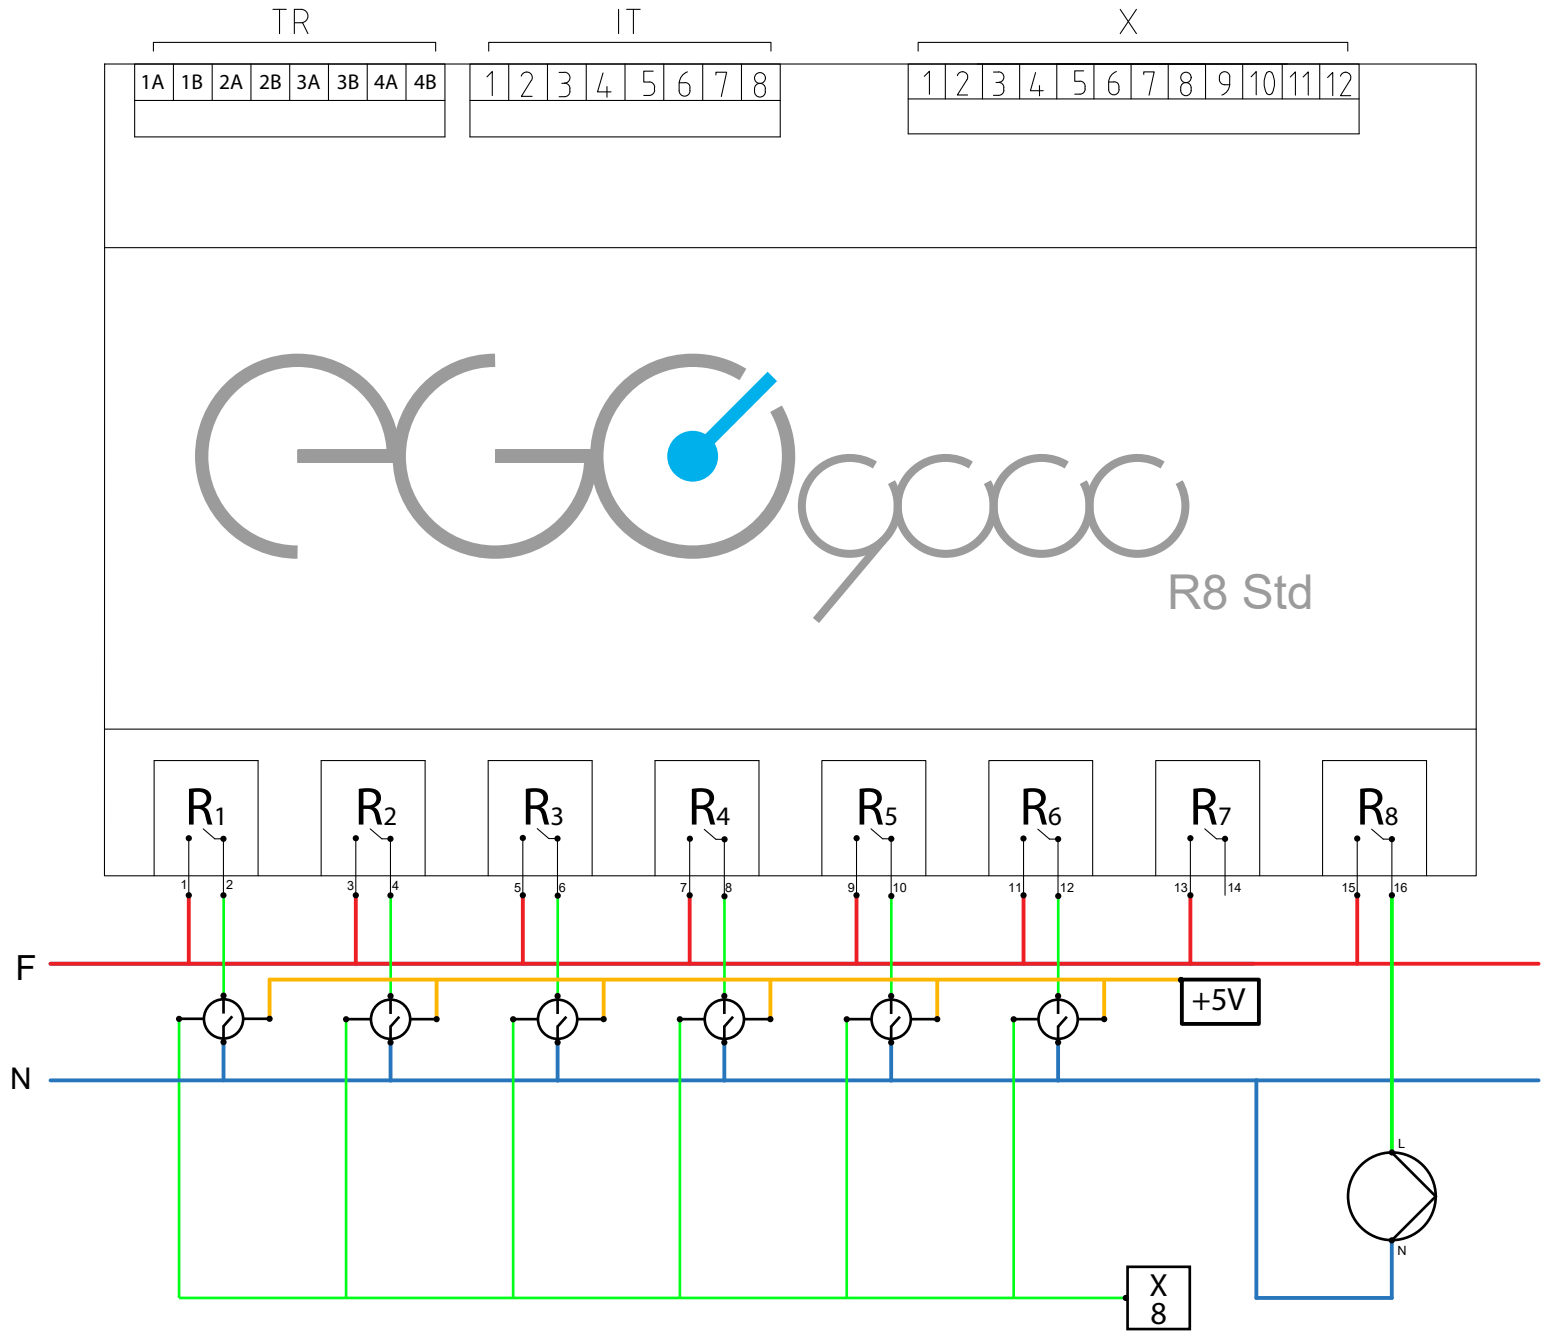 TR IT X
1A 1B 2A 2B 3A 3B 4A 4B 1 2 3 4 5 6 7 8 1 2 3 4 5 6 7 8 9 10 11 12
eGO 9000
R8 Std
R1 R2 R3 R4 R5 R6 R7 R8
1 2 3 4 5 6 7 8 9 10 11 12 13 14 15 16
F
+5V
N
L
N
X
8